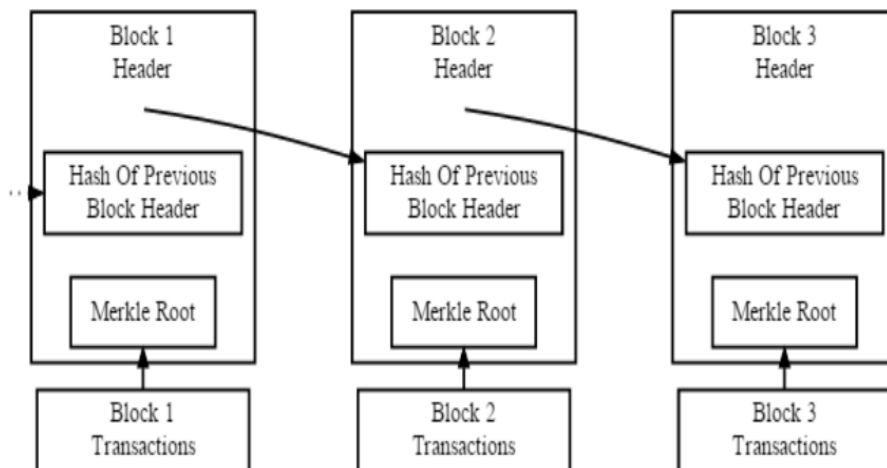 Block 1
Header
Block 2
Header
Block 3
Header
Hash Of Previous
Block Header
Hash Of Previous
Block Header
Hash Of Previous
Block Header
Merkle Root
Merkle Root
Merkle Root
Block 1
Transactions
Block 2
Transactions
Block 3
Transactions